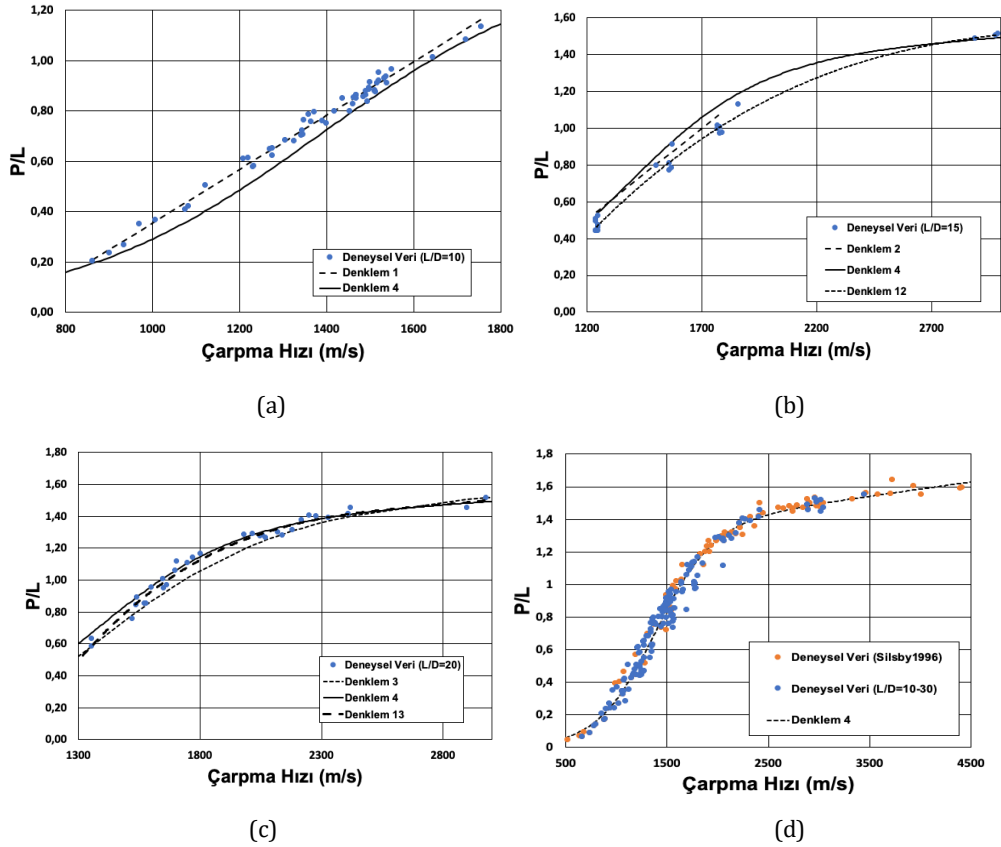 1,20
1,00
0,80
0,60
0,40
0,20
0,00
P/L
800 1000 1200 1400 1600 1800
Çarpma Hızı (m/s)
Deneysel Veri (L/D=10)
Denklem 1
Denklem 4
(a)
1,60
1,40
1,20
1,00
0,80
0,60
0,40
0,20
0,00
P/L
1200 1700 2200 2700
Çarpma Hızı (m/s)
Deneysel Veri (L/D=15)
Denklem 2
Denklem 4
Denklem 12
(b)
1,80
1,60
1,40
1,20
1,00
0,80
0,60
0,40
0,20
0,00
P/L
1300 1800 2300 2800
Çarpma Hızı (m/s)
Deneysel Veri (L/D=20)
Denklem 3
Denklem 4
Denklem 13
(c)
1,8
1,6
1,4
1,2
1
0,8
0,6
0,4
0,2
0
P/L
500 1500 2500 3500 4500
Çarpma Hızı (m/s)
Deneysel Veri (Silsby1996)
Deneysel Veri (L/D=10-30)
Denklem 4
(d)